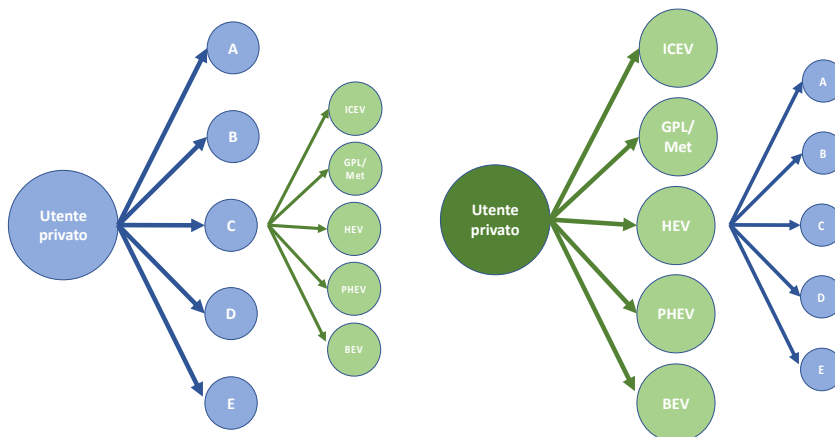 Utente
privato
A
B
C
D
E
ICEV
GPL/
Met
HEV
PHEV
BEV
Utente
privato
ICEV
GPL/
Met
HEV
PHEV
BEV
A
B
C
D
E